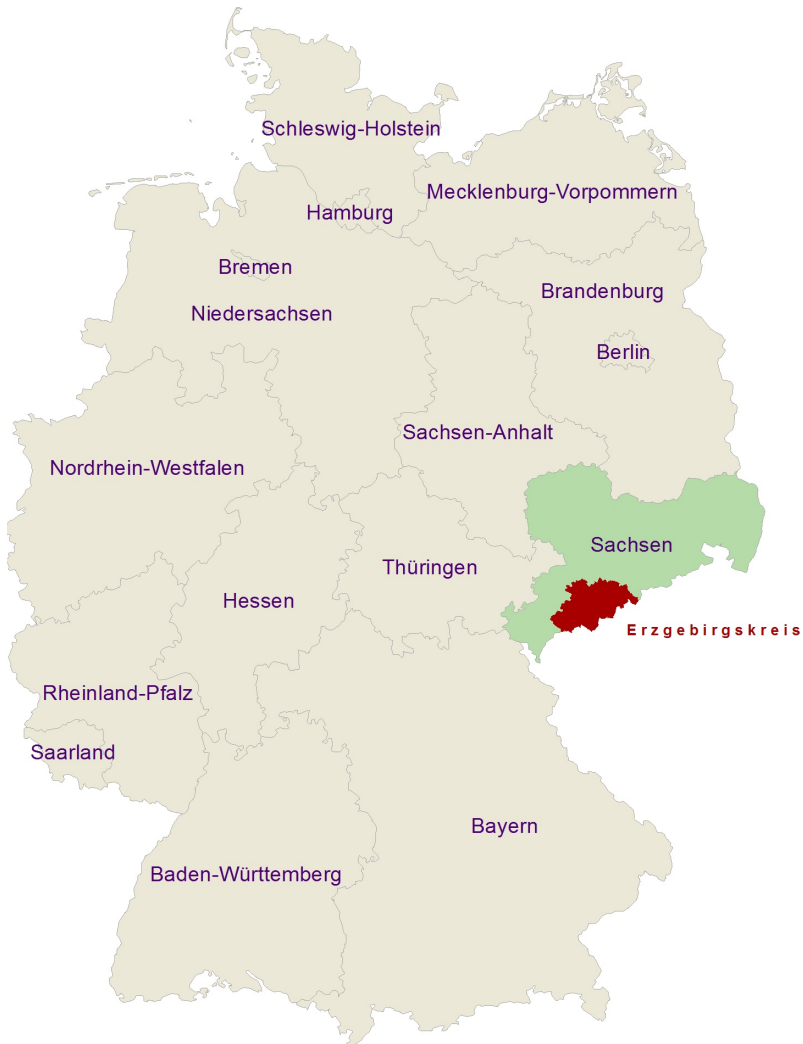 Schleswig-Holstein
Mecklenburg-Vorpommern
Hamburg
Bremen
Brandenburg
Niedersachsen
Berlin
Sachsen-Anhalt
Nordrhein-Westfalen
Sachsen
Thüringen
Hessen
Erzgebirgskreis
Rheinland-Pfalz
Saarland
Bayern
Baden-Württemberg